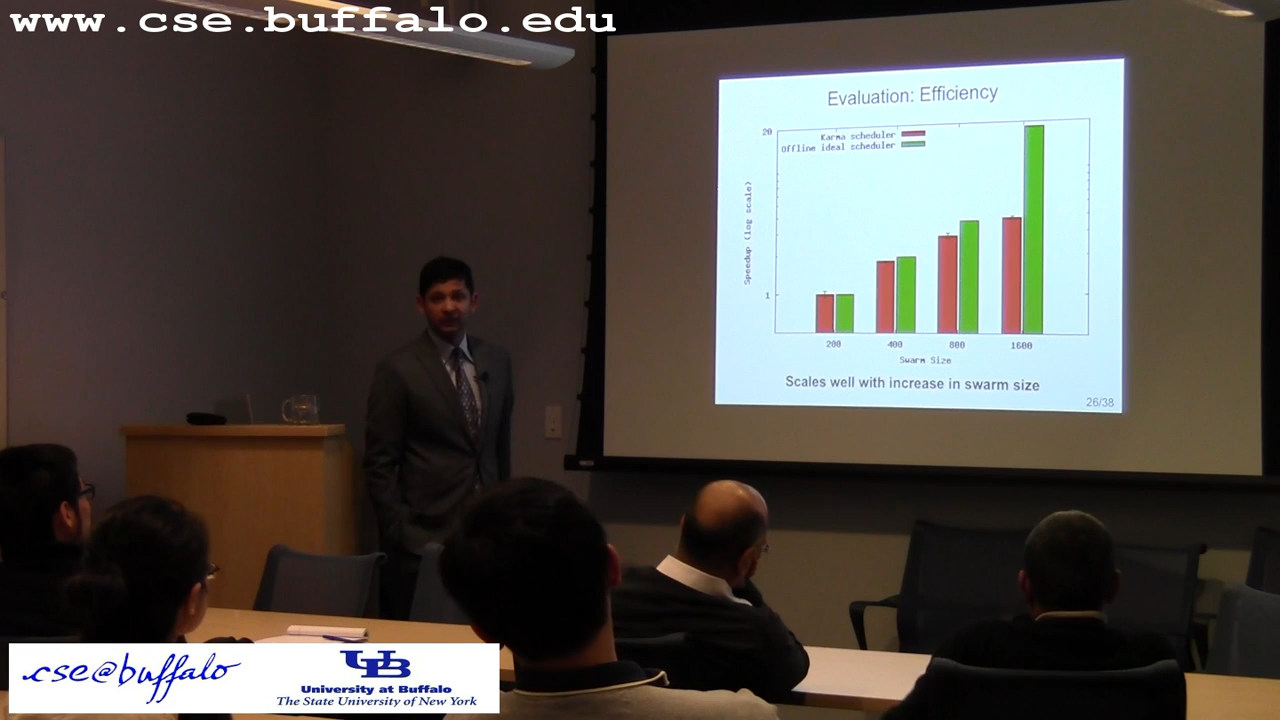 www.cse.buffalo.edu
Evaluation: Efficiency
20
Karma scheduler
Offline ideal scheduler
Speedup (log scale)
1
200 400 800 1600
Swarm Size
Scales well with increase in swarm size
26/38
cse@buffalo
UB
University at Buffalo
The State University of New York